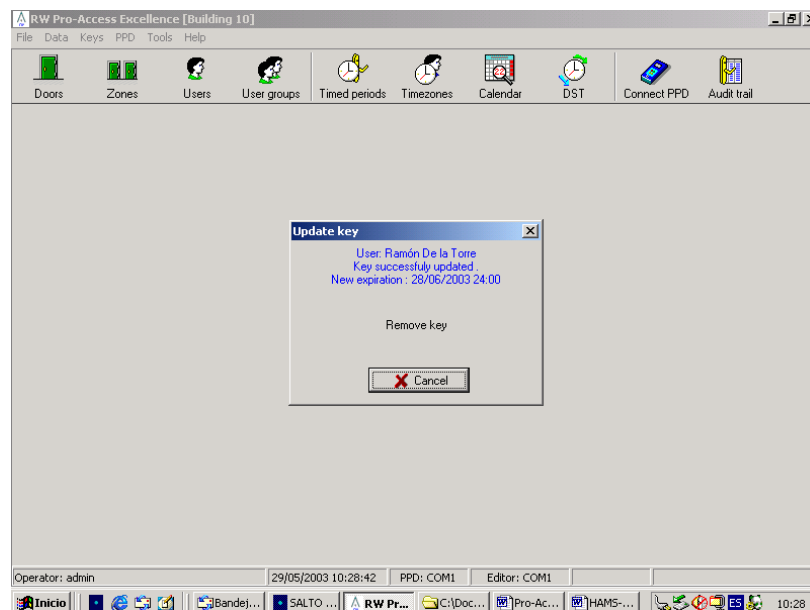 RW Pro-Access Excellence [Building 10]
File Data Keys PPD Tools Help
Doors Zones Users User groups Timed periods Timezones Calendar DST Connect PPD Audit trail
Update key
User: Ramón De la Torre
Key successfuly updated .
New expiration : 28/06/2003 24:00
Remove key
Cancel
Operator: admin 29/05/2003 10:28:42 PPD: COM1 Editor: COM1
Inicio Bandej... SALTO ... RW Pr... C:\Doc... Pro-Ac... HAMS-... ES 10:28